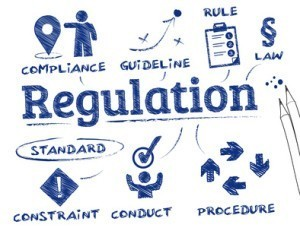 RULE
COMPLIANCE
GUIDELINE
§
LAW
Regulation
STANDARD
CONSTRAINT
CONDUCT
PROCEDURE